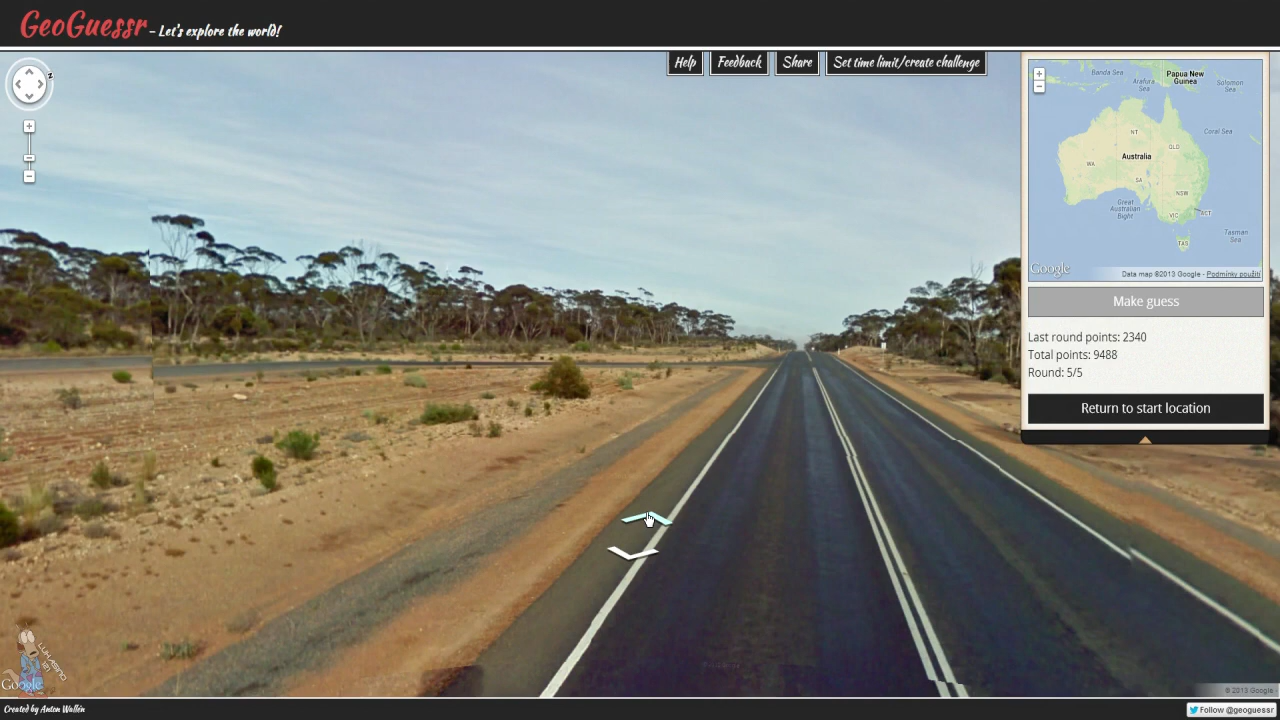 GeoGuessr - Let's explore the world!
Help
Feedback
Share
Set time limit/create challenge
Banda Sea
Papua New
Guinea
Arafura
Sea
Solomon
Sea
Coral Sea
NT
QLD
Australia
WA
SA
NSW
Great
Australian
Bight
VIC
ACT
TAS
Tasman
Sea
Google
Data map ©2013 Google - Podmínky použití
Make guess
Last round points: 2340
Total points: 9488
Round: 5/5
Return to start location
Google
© 2013 Google
Created by Anton Wallén
Follow @geoguessr